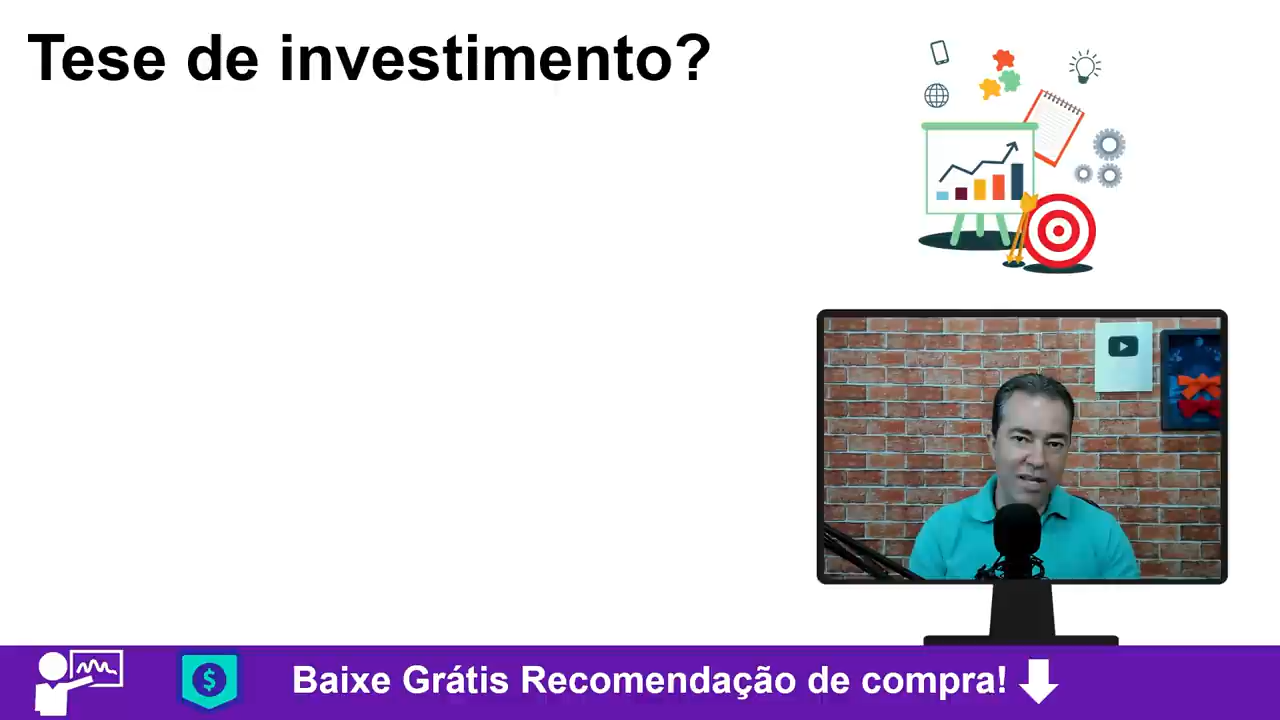 Tese de investimento?
$
Baixe Grátis Recomendação de compra!